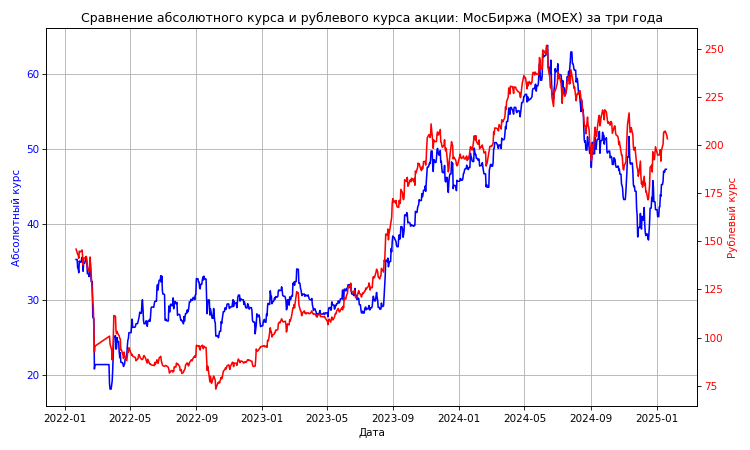 Сравнение абсолютного курса и рублевого курса акции: МосБиржа (MOEX) за три года
60
50
40
30
20
Абсолютный курс
250
225
200
175
150
125
100
75
Рублевый курс
2022-01 2022-05 2022-09 2023-01 2023-05 2023-09 2024-01 2024-05 2024-09 2025-01
Дата